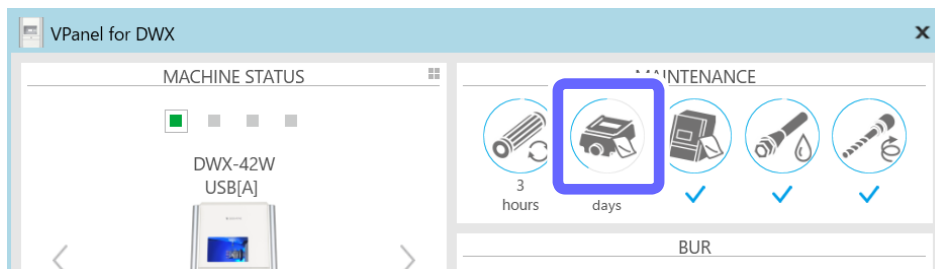 VPanel for DWX
MACHINE STATUS
DWX-42W
USB[A]
MAINTENANCE
3
hours
days
BUR